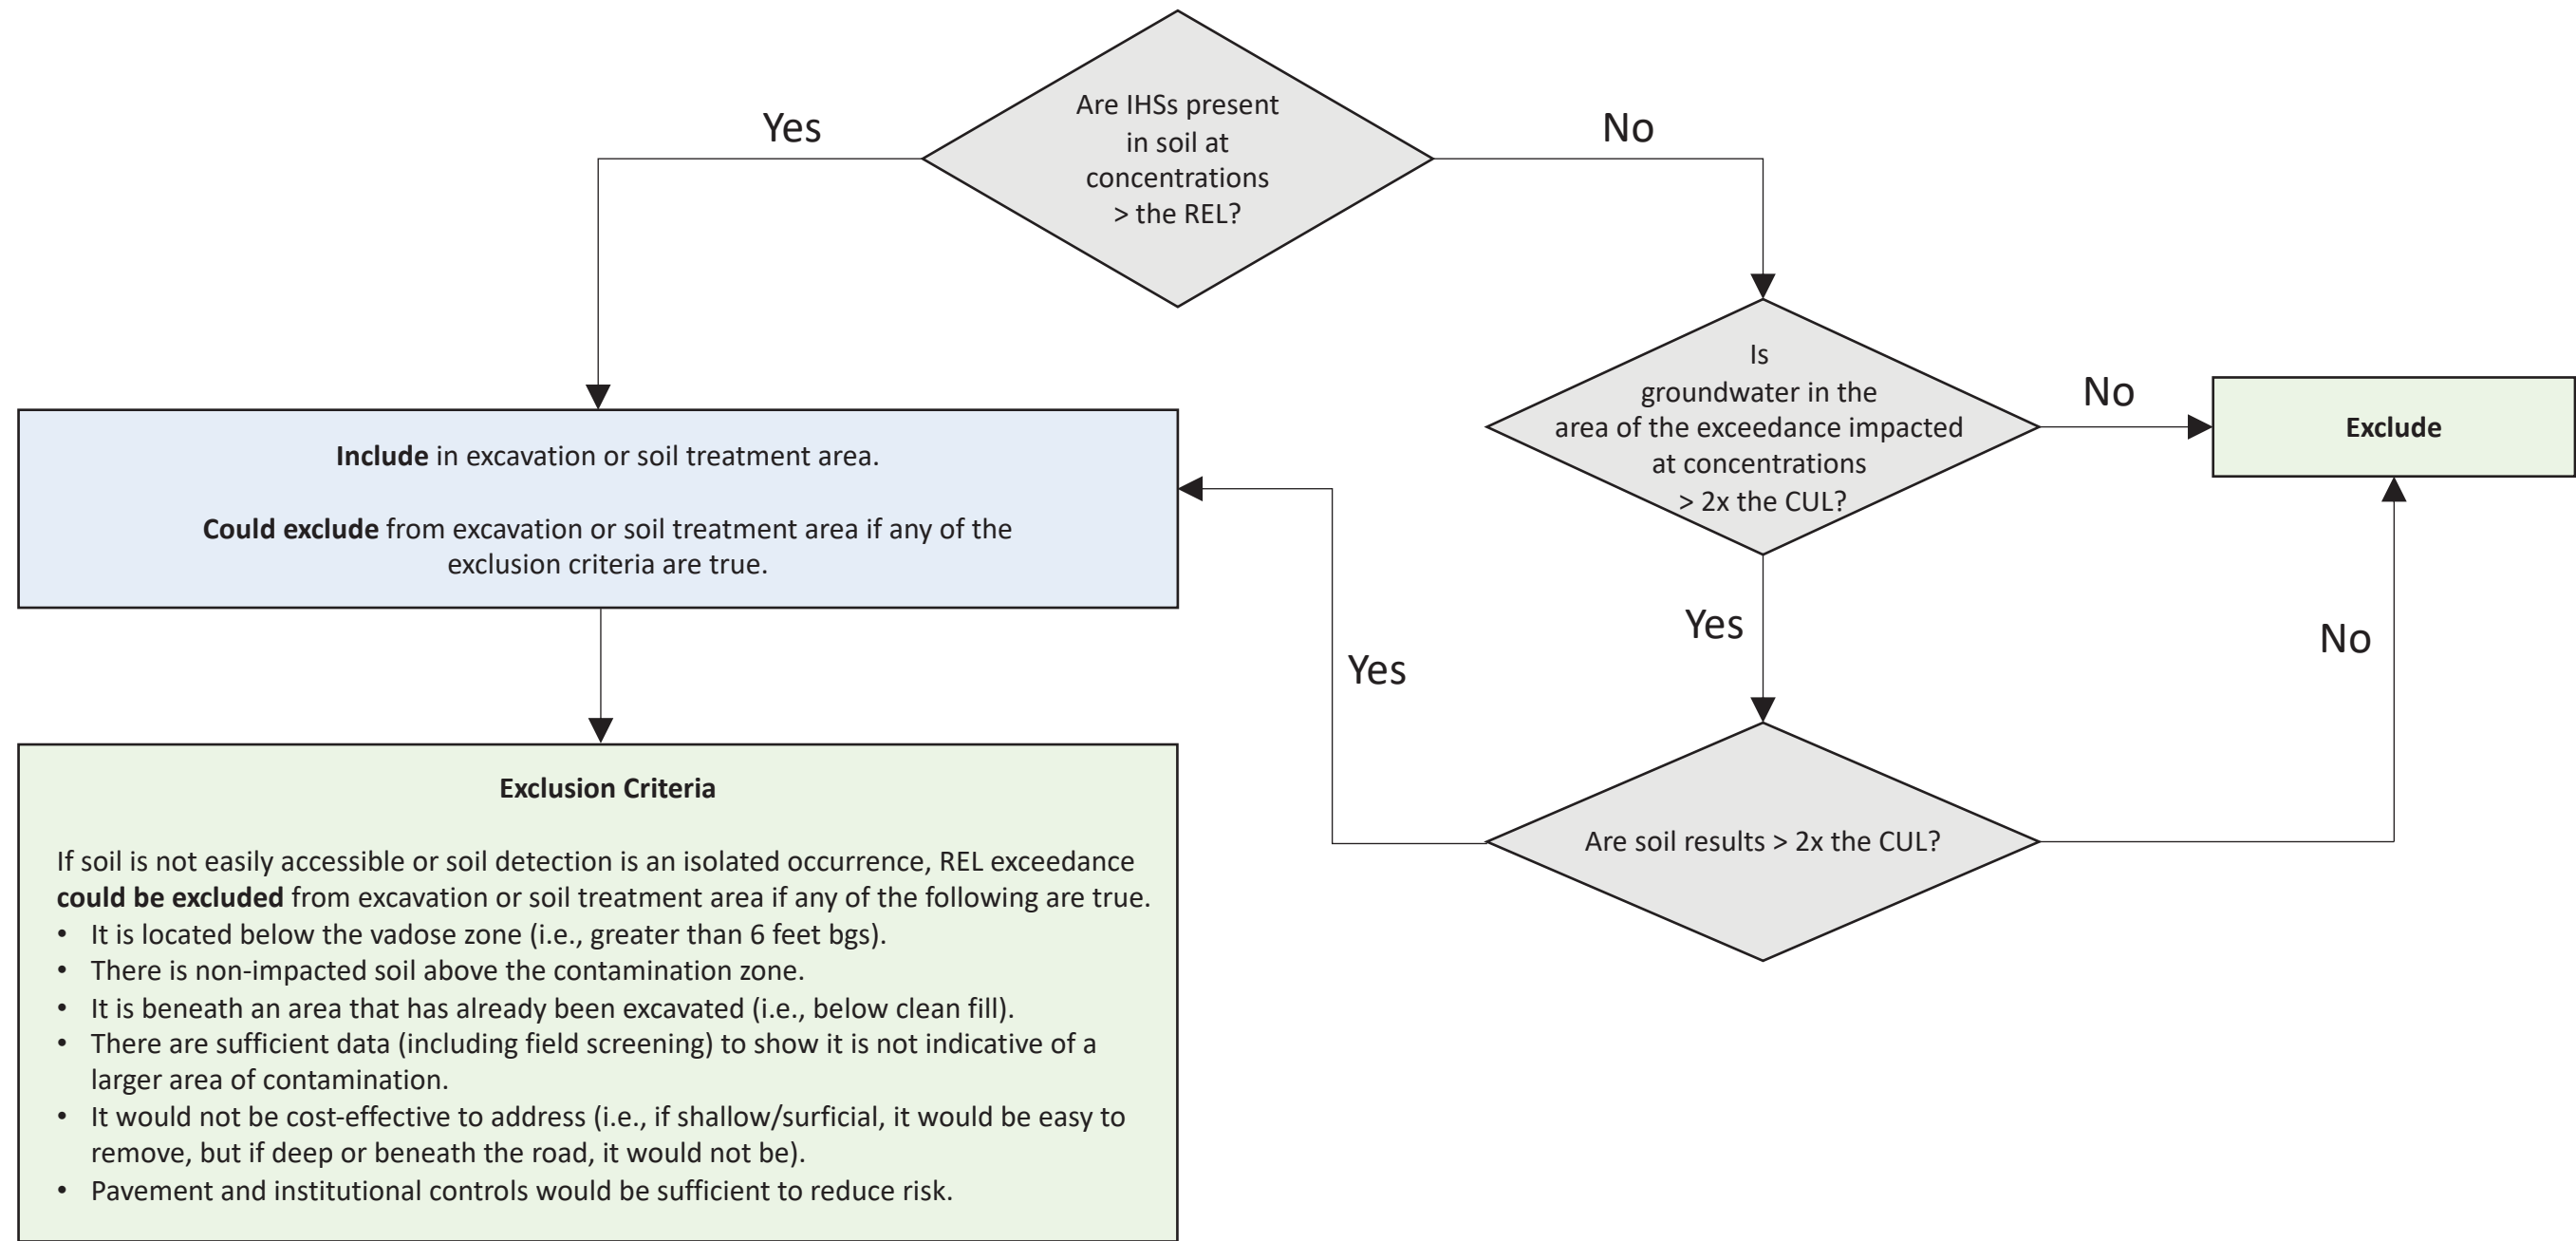 Are IHSs present
in soil at
concentrations
> the REL?
Yes
No
Is
groundwater in the
area of the exceedance impacted
at concentrations
> 2x the CUL?
No
Exclude
Include in excavation or soil treatment area.
Could exclude from excavation or soil treatment area if any of the
exclusion criteria are true.
Yes
Yes
No
Are soil results > 2x the CUL?
Exclusion Criteria
If soil is not easily accessible or soil detection is an isolated occurrence, REL exceedance
could be excluded from excavation or soil treatment area if any of the following are true.
• It is located below the vadose zone (i.e., greater than 6 feet bgs).
• There is non-impacted soil above the contamination zone.
• It is beneath an area that has already been excavated (i.e., below clean fill).
• There are sufficient data (including field screening) to show it is not indicative of a
larger area of contamination.
• It would not be cost-effective to address (i.e., if shallow/surficial, it would be easy to
remove, but if deep or beneath the road, it would not be).
• Pavement and institutional controls would be sufficient to reduce risk.